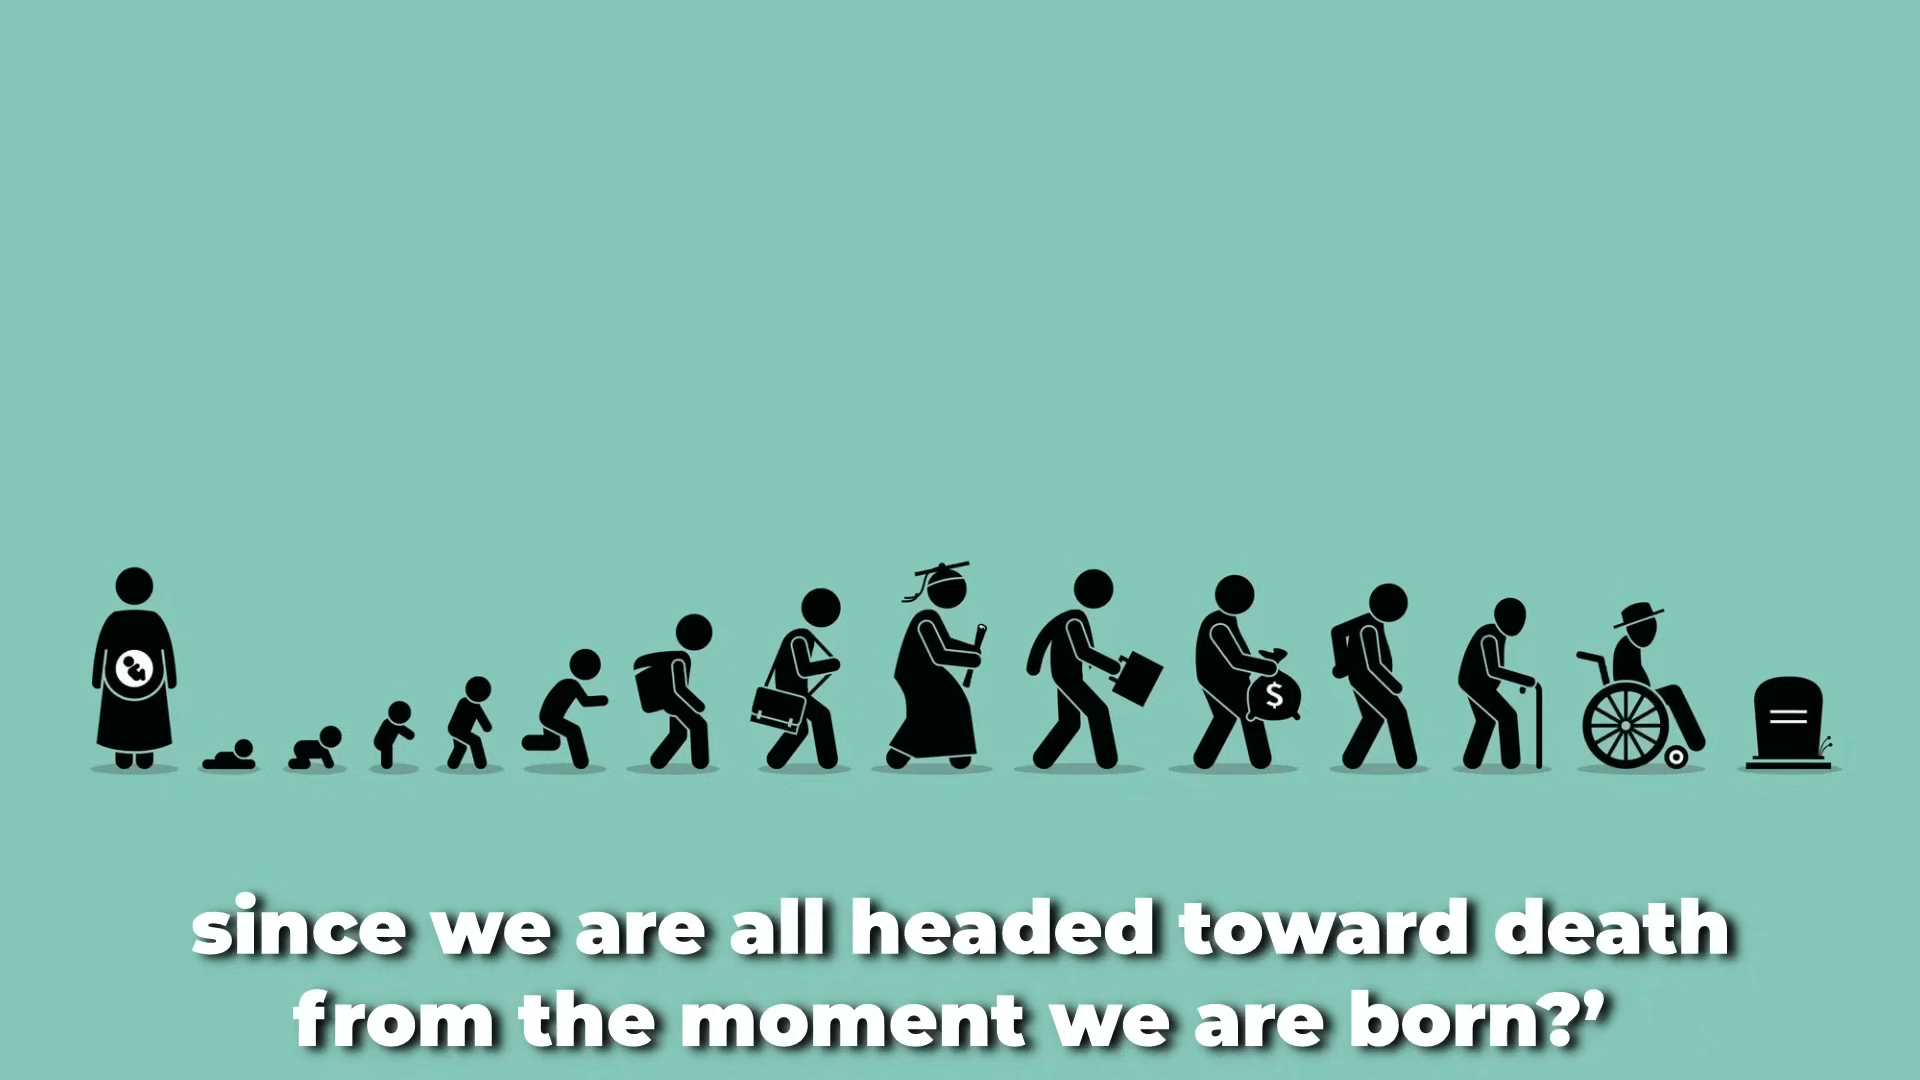 $
since we are all headed toward death
from the moment we are born?’